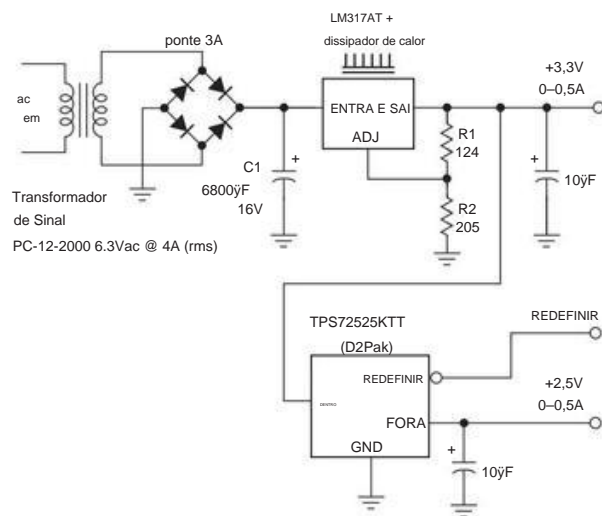 LM317AT +
dissipador de calor
ponte 3A
+3,3V
0–0,5A
ac
em
ENTRA E SAI
ADJ
R1
124
C1
+
6800ÿF
16V
R2
205
+
10ÿF
Transformador
de Sinal
PC-12-2000 6.3Vac @ 4A (rms)
TPS72525KTT
(D2Pak)
REDEFINIR
REDEFINIR
+2,5V
0–0,5A
DENTRO
FORA
GND
+
10ÿF